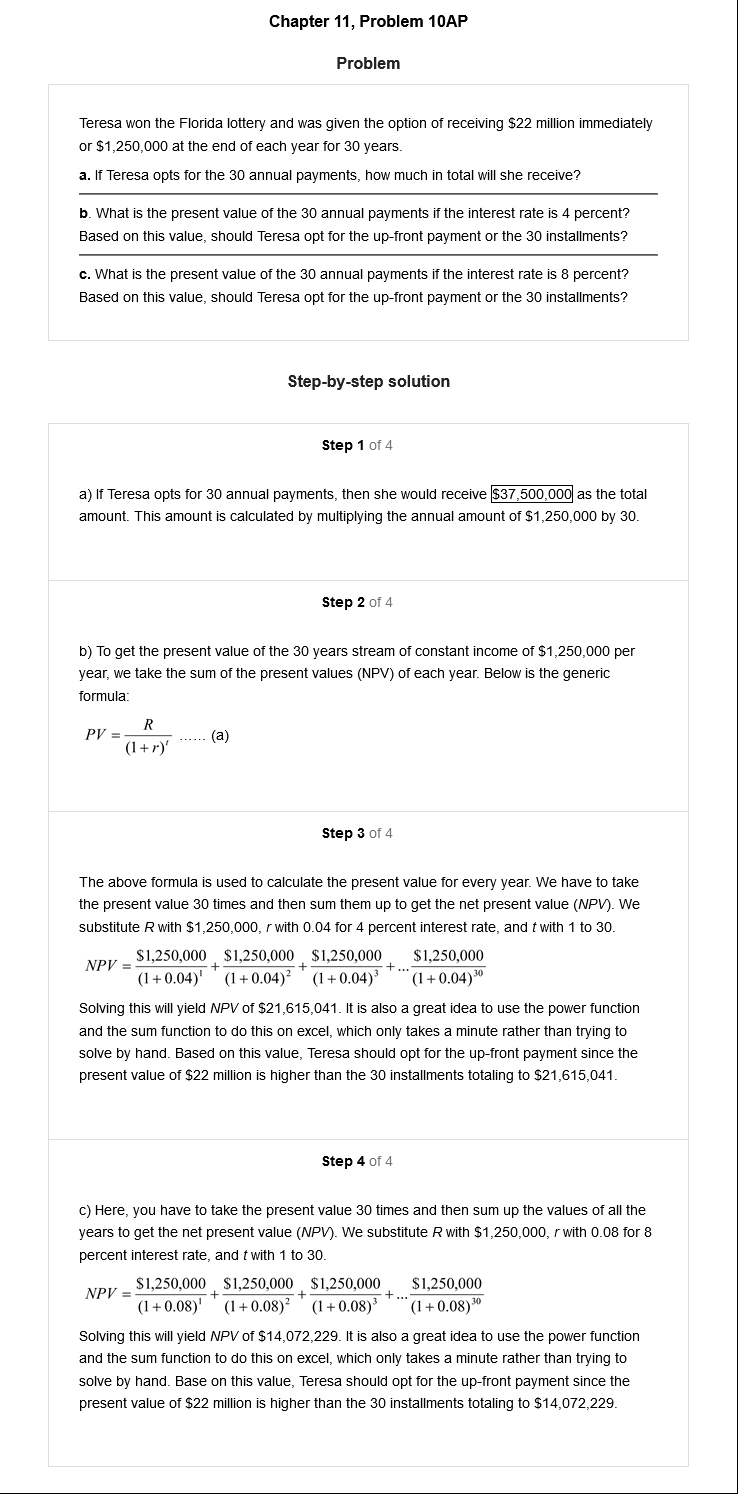 Chapter 11, Problem 10AP
Problem
Teresa won the Florida lottery and was given the option of receiving $22 million immediately
or $1,250,000 at the end of each year for 30 years.
a. If Teresa opts for the 30 annual payments, how much in total will she receive?
b. What is the present value of the 30 annual payments if the interest rate is 4 percent?
Based on this value, should Teresa opt for the up-front payment or the 30 installments?
c. What is the present value of the 30 annual payments if the interest rate is 8 percent?
Based on this value, should Teresa opt for the up-front payment or the 30 installments?
Step-by-step solution
Step 1 of 4
a) If Teresa opts for 30 annual payments, then she would receive $37,500,000 as the total
amount. This amount is calculated by multiplying the annual amount of $1,250,000 by 30.
Step 2 of 4
b) To get the present value of the 30 years stream of constant income of $1,250,000 per
year, we take the sum of the present values (NPV) of each year. Below is the generic
formula:
PV = R/(1+r)^t ...... (a)
Step 3 of 4
The above formula is used to calculate the present value for every year. We have to take
the present value 30 times and then sum them up to get the net present value (NPV). We
substitute R with $1,250,000, r with 0.04 for 4 percent interest rate, and t with 1 to 30.
NPV = $1,250,000/(1+0.04)^1 + $1,250,000/(1+0.04)^2 + $1,250,000/(1+0.04)^3 + ... $1,250,000/(1+0.04)^30
Solving this will yield NPV of $21,615,041. It is also a great idea to use the power function
and the sum function to do this on excel, which only takes a minute rather than trying to
solve by hand. Based on this value, Teresa should opt for the up-front payment since the
present value of $22 million is higher than the 30 installments totaling to $21,615,041.
Step 4 of 4
c) Here, you have to take the present value 30 times and then sum up the values of all the
years to get the net present value (NPV). We substitute R with $1,250,000, r with 0.08 for 8
percent interest rate, and t with 1 to 30.
NPV = $1,250,000/(1+0.08)^1 + $1,250,000/(1+0.08)^2 + $1,250,000/(1+0.08)^3 + ... $1,250,000/(1+0.08)^30
Solving this will yield NPV of $14,072,229. It is also a great idea to use the power function
and the sum function to do this on excel, which only takes a minute rather than trying to
solve by hand. Base on this value, Teresa should opt for the up-front payment since the
present value of $22 million is higher than the 30 installments totaling to $14,072,229.